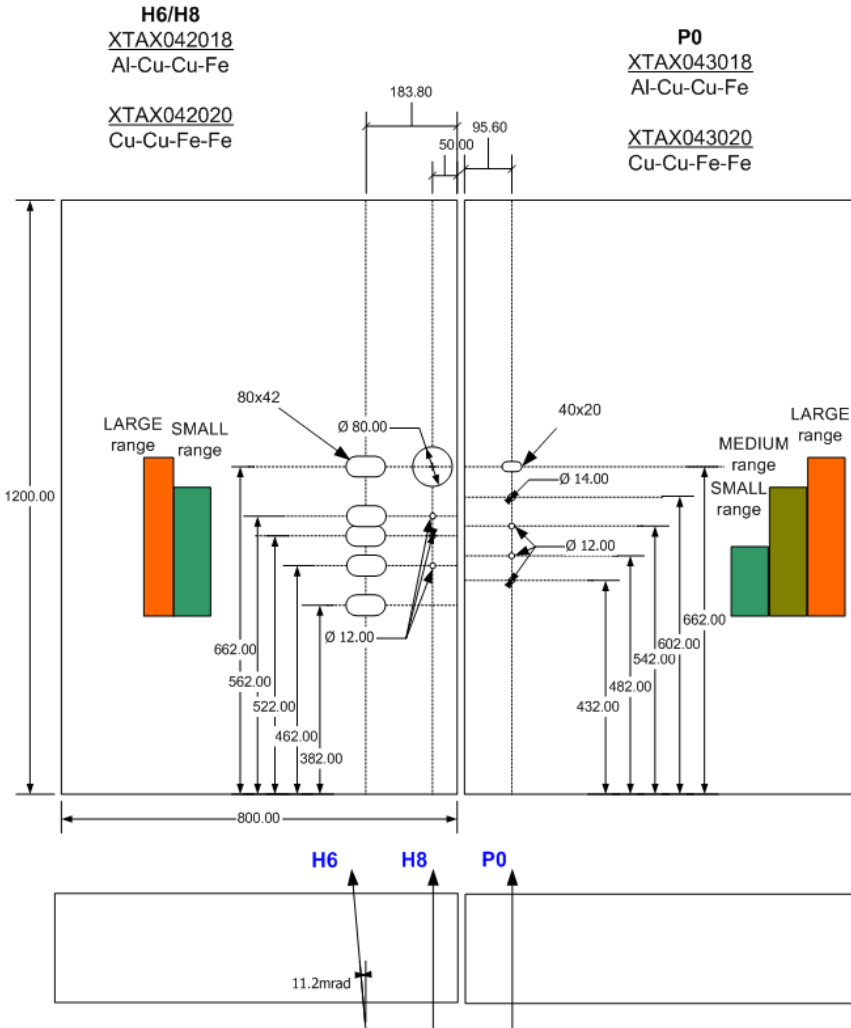 H6/H8
XTAX042018
Al-Cu-Cu-Fe
XTAX042020
Cu-Cu-Fe-Fe
P0
XTAX043018
Al-Cu-Cu-Fe
XTAX043020
Cu-Cu-Fe-Fe
183.80
95.60
50.00
80x42
Ø 80.00
40x20
LARGE
range
SMALL
range
LARGE
range
MEDIUM
range
SMALL
range
Ø 14.00
1200.00
Ø 12.00
Ø 12.00
662.00
562.00
522.00
462.00
382.00
662.00
602.00
542.00
482.00
432.00
800.00
H6
H8
P0
11.2mrad